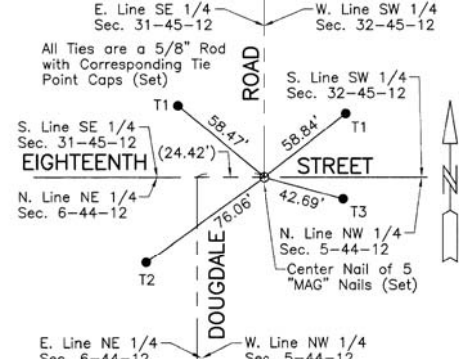 E. Line SE 1/4
Sec. 31-45-12
W. Line SW 1/4
Sec. 32-45-12
All Ties are a 5/8" Rod
with Corresponding Tie
Point Caps (Set)
ROAD
S. Line SW 1/4
Sec. 32-45-12
T1
58.47'
58.84'
T1
S. Line SE 1/4
Sec. 31-45-12
(24.42')
EIGHTEENTH
STREET
N
N. Line NE 1/4
Sec. 6-44-12
76.06'
42.69'
T3
N. Line NW 1/4
Sec. 5-44-12
T2
DOUGDALE
Center Nail of 5
"MAG" Nails (Set)
E. Line NE 1/4
Sec. 6-44-12
W. Line NW 1/4
Sec. 5-44-12